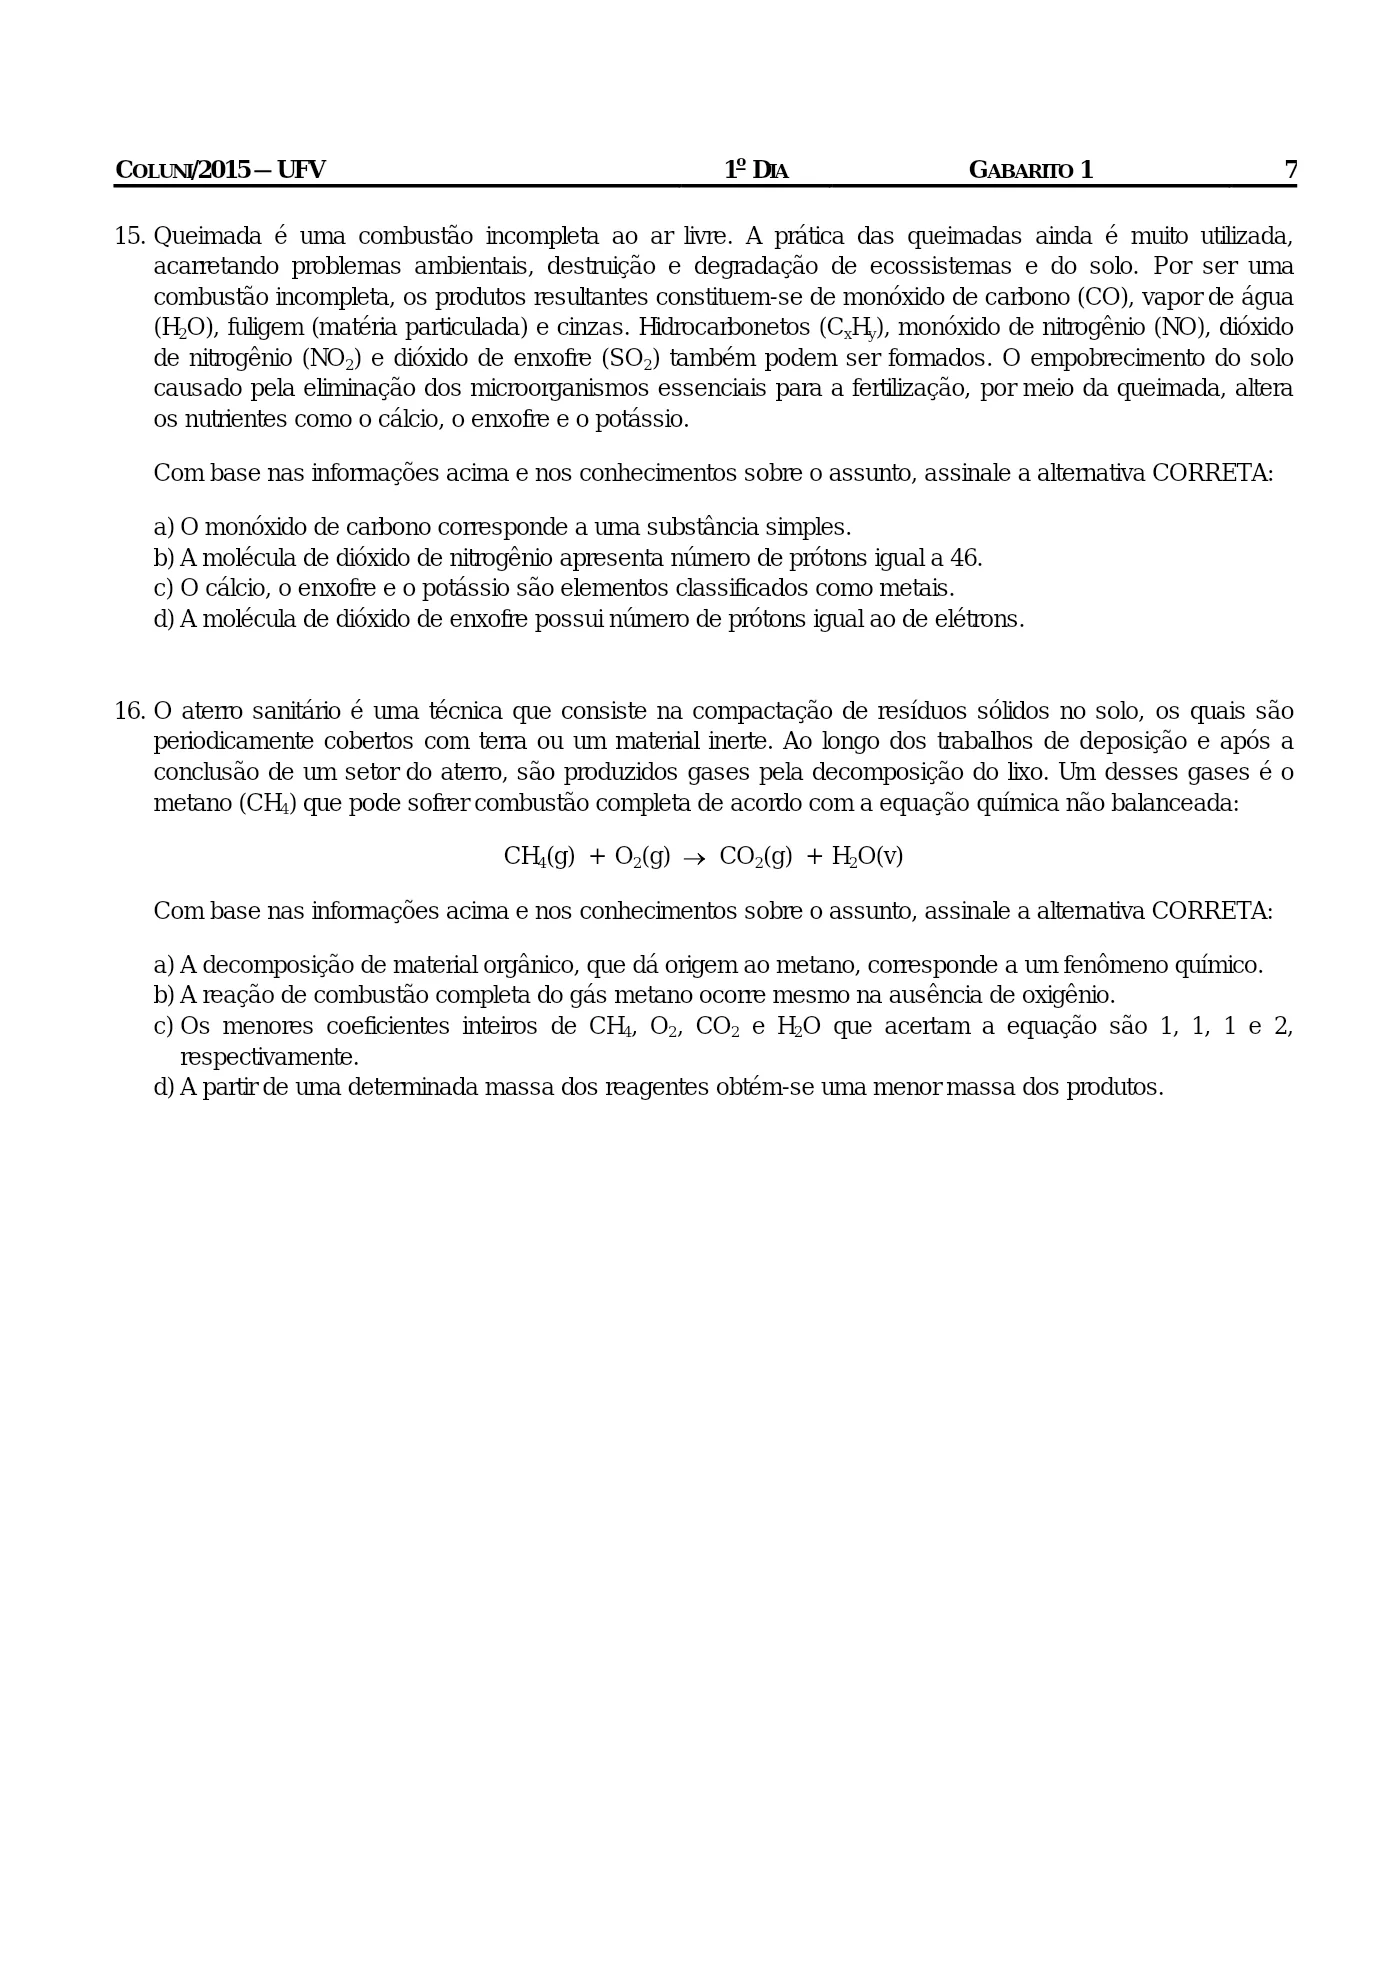 COLUNI/2015 — UFV 1º DIA GABARITO 1 7
15. Queimada é uma combustão incompleta ao ar livre. A prática das queimadas ainda é muito utilizada,
acarretando problemas ambientais, destruição e degradação de ecossistemas e do solo. Por ser uma
combustão incompleta, os produtos resultantes constituem-se de monóxido de carbono (CO), vapor de água
(H₂O), fuligem (matéria particulada) e cinzas. Hidrocarbonetos (CₓHᵧ), monóxido de nitrogênio (NO), dióxido
de nitrogênio (NO₂) e dióxido de enxofre (SO₂) também podem ser formados. O empobrecimento do solo
causado pela eliminação dos microorganismos essenciais para a fertilização, por meio da queimada, altera
os nutrientes como o cálcio, o enxofre e o potássio.
Com base nas informações acima e nos conhecimentos sobre o assunto, assinale a alternativa CORRETA:
a) O monóxido de carbono corresponde a uma substância simples.
b) A molécula de dióxido de nitrogênio apresenta número de prótons igual a 46.
c) O cálcio, o enxofre e o potássio são elementos classificados como metais.
d) A molécula de dióxido de enxofre possui número de prótons igual ao de elétrons.
16. O aterro sanitário é uma técnica que consiste na compactação de resíduos sólidos no solo, os quais são
periodicamente cobertos com terra ou um material inerte. Ao longo dos trabalhos de deposição e após a
conclusão de um setor do aterro, são produzidos gases pela decomposição do lixo. Um desses gases é o
metano (CH₄) que pode sofrer combustão completa de acordo com a equação química não balanceada:
CH₄(g) + O₂(g) → CO₂(g) + H₂O(v)
Com base nas informações acima e nos conhecimentos sobre o assunto, assinale a alternativa CORRETA:
a) A decomposição de material orgânico, que dá origem ao metano, corresponde a um fenômeno químico.
b) A reação de combustão completa do gás metano ocorre mesmo na ausência de oxigênio.
c) Os menores coeficientes inteiros de CH₄, O₂, CO₂ e H₂O que acertam a equação são 1, 1, 1 e 2,
respectivamente.
d) A partir de uma determinada massa dos reagentes obtém-se uma menor massa dos produtos.